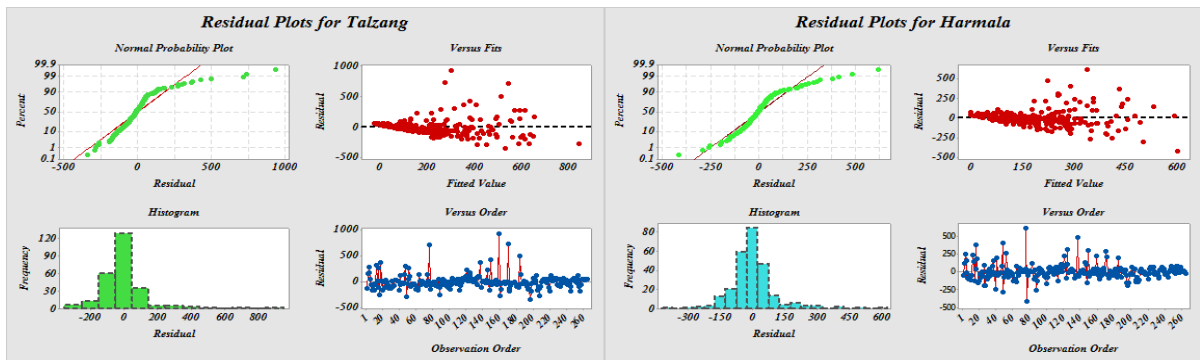 Residual Plots for Talzang
Normal Probability Plot
Percent
99.9
99
90
50
10
1
0.1
-500 0 500 1000
Residual
Versus Fits
Residual
1000
500
0
-500
0 200 400 600 800
Fitted Value
Histogram
Frequency
120
90
60
30
0
-200 0 200 400 600 800
Residual
Versus Order
Residual
1000
500
0
-500
1 20 40 60 80 100 120 140 160 180 200 220 240 260
Observation Order
Residual Plots for Harmala
Normal Probability Plot
Percent
99.9
99
90
50
10
1
0.1
-500 -250 0 250 500
Residual
Versus Fits
Residual
500
250
0
-250
-500
0 150 300 450 600
Fitted Value
Histogram
Frequency
80
60
40
20
0
-300 -150 0 150 300 450 600
Residual
Versus Order
Residual
500
250
0
-250
-500
1 20 40 60 80 100 120 140 160 180 200 220 240 260
Observation Order